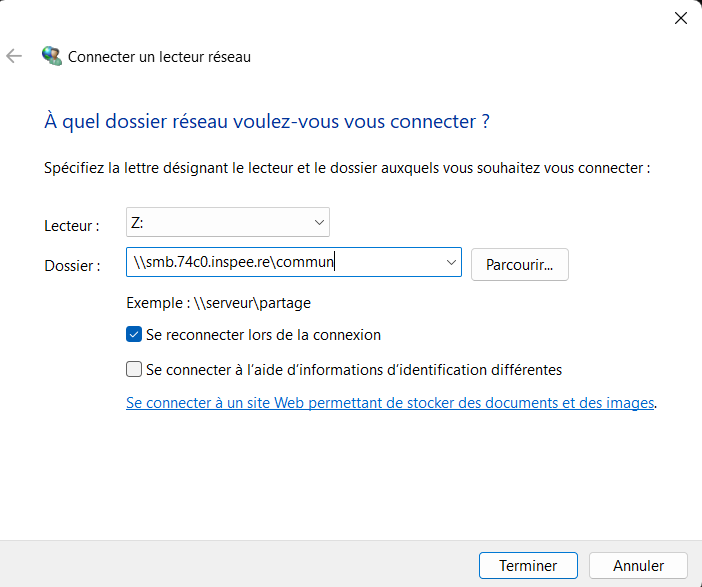 Connecter un lecteur réseau
À quel dossier réseau voulez-vous vous connecter ?
Spécifiez la lettre désignant le lecteur et le dossier auxquels vous souhaitez vous connecter :
Lecteur : Z:
Dossier : \\smb.74c0.inspee.re\commun Parcourir...
Exemple : \\serveur\partage
Se reconnecter lors de la connexion
Se connecter à l’aide d’informations d’identification différentes
Se connecter à un site Web permettant de stocker des documents et des images.
Terminer Annuler